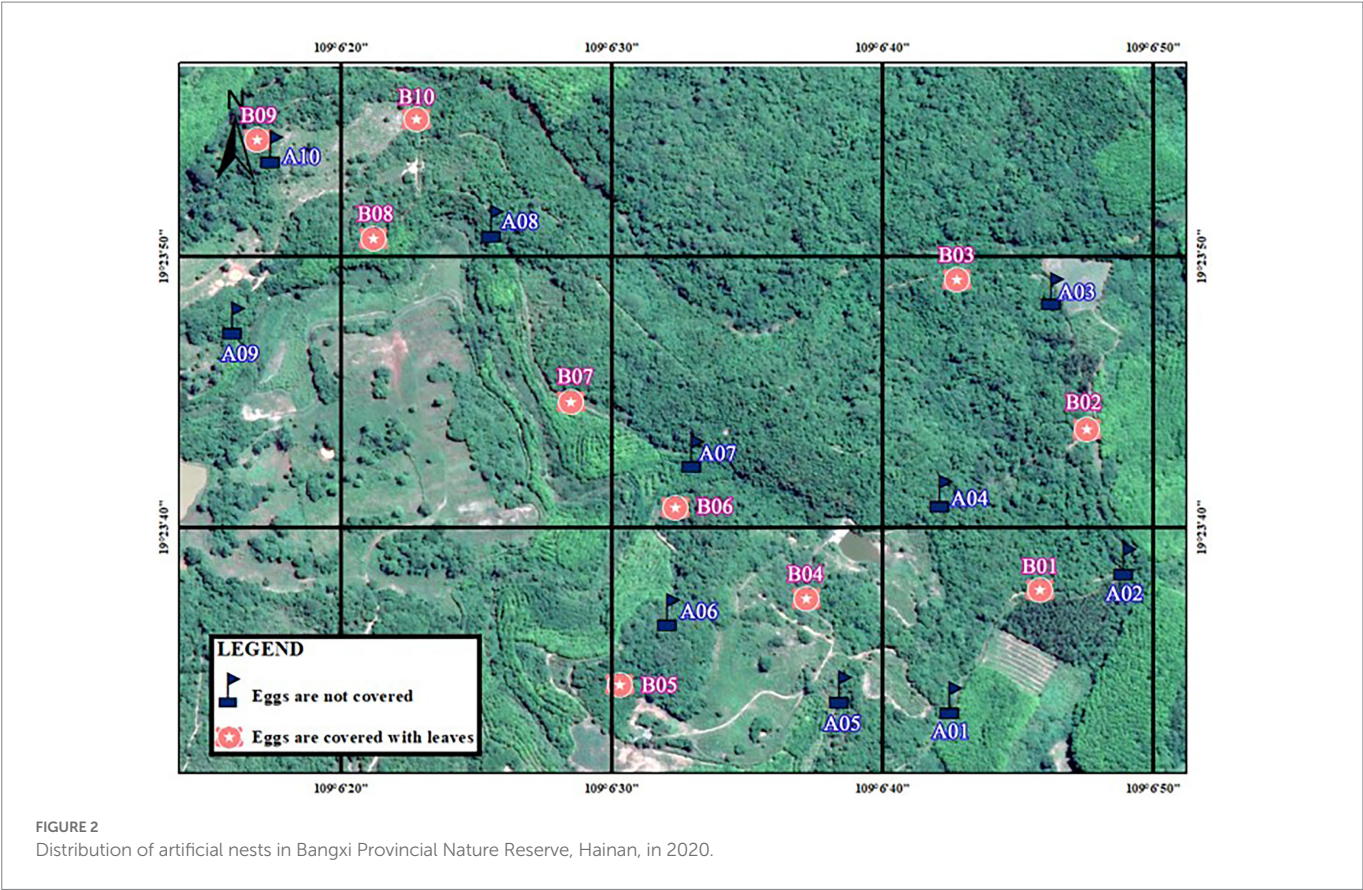 109°6'20" 109°6'30" 109°6'40" 109°6'50"
N
B10
B09
A10
B08
A08
19°23'50" 19°23'50"
B03
A03
A09
B07
B02
A07
A04
B06
19°23'40" 19°23'40"
B04
B01
A02
A06
LEGEND
B05
Eggs are not covered
A05
A01
Eggs are covered with leaves
109°6'20" 109°6'30" 109°6'40" 109°6'50"
FIGURE 2
Distribution of artificial nests in Bangxi Provincial Nature Reserve, Hainan, in 2020.